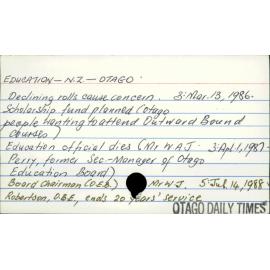 EDUCATION - N.Z. - OTAGO
Declining rolls cause concern. 3: Mar. 13, 1986.
Scholarship fund planned (Otago
people wanting to attend Outward Bound
Courses)
Education official dies (Mr W A J 3: Apl 1, 1987.
Perry, former Sec-Manager of Otago
Education Board)
Board Chairman (O.E.B.) Mr W J. 5: Jul. 14, 1988.
Robertson, O.B.E, ends 20 years' service
OTAGO DAILY TIMES